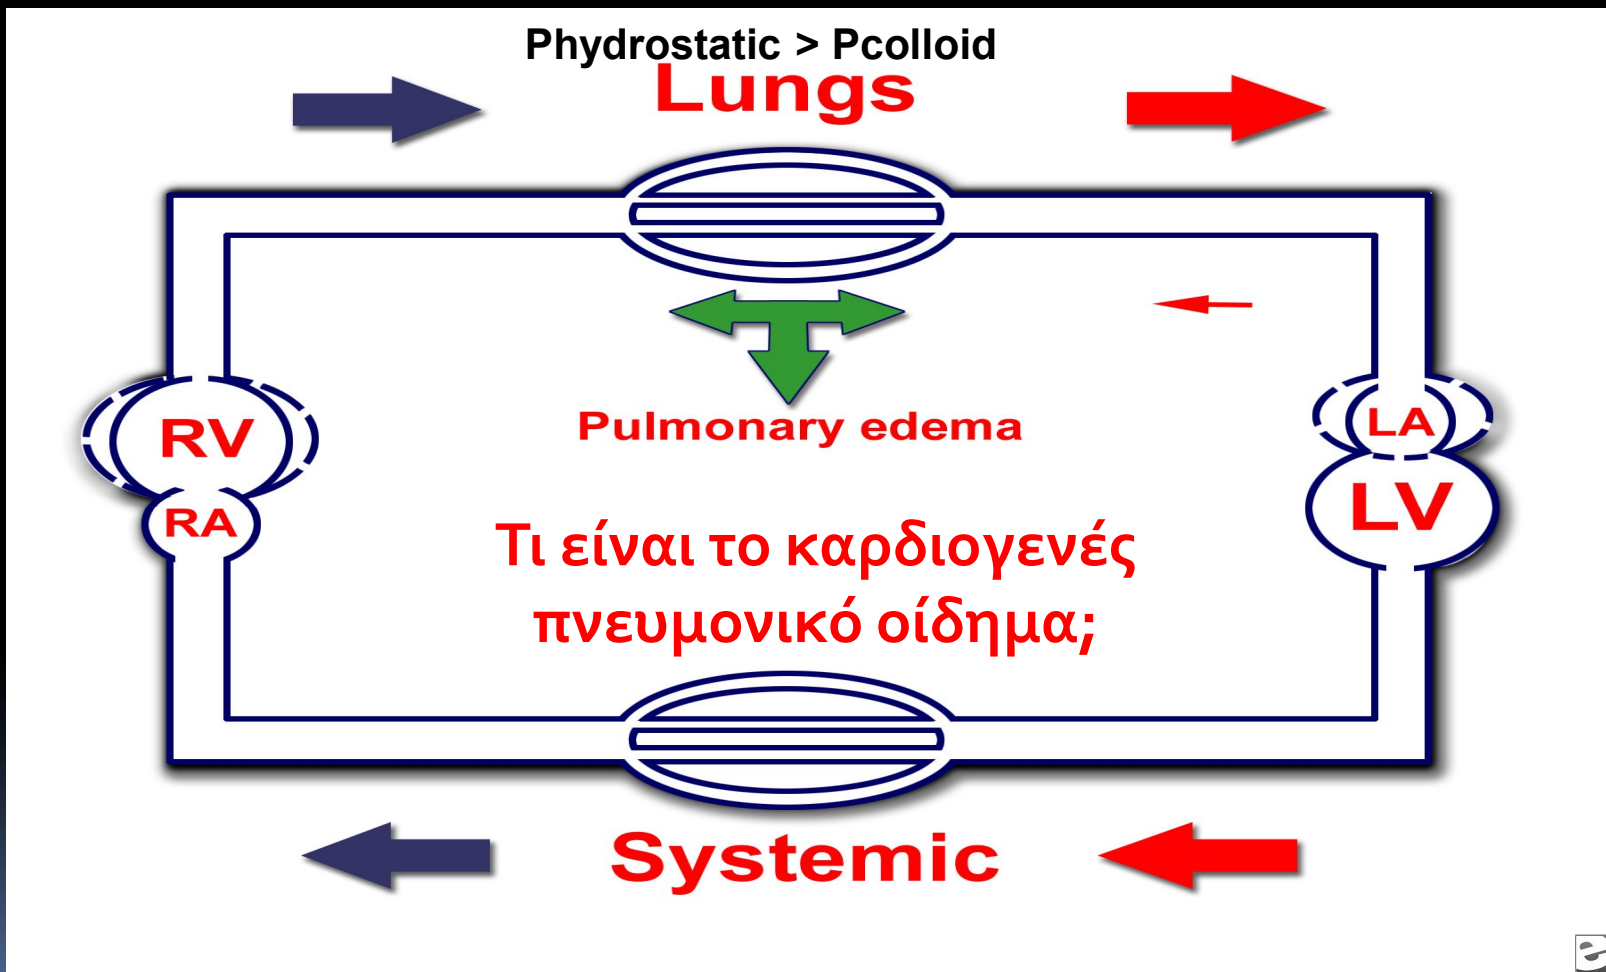 Phydrostatic > Pcolloid
Lungs
Pulmonary edema
RV
RA
LA
LV
Τι είναι το καρδιογενές
πνευμονικό οίδημα;
Systemic